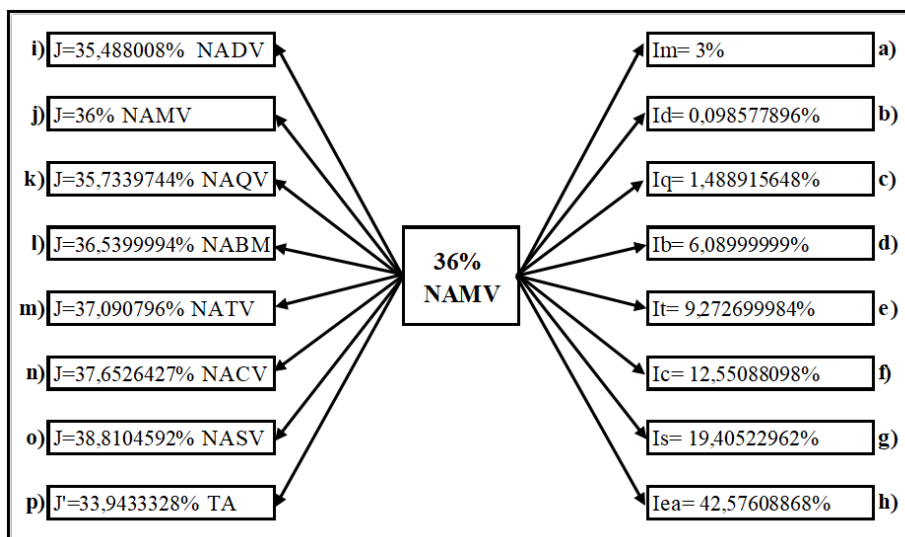 i) J=35,488008% NADV
j) J=36% NAMV
k) J=35,7339744% NAQV
l) J=36,5399994% NABM
m) J=37,090796% NATV
n) J=37,6526427% NACV
o) J=38,8104592% NASV
p) J'=33,9433328% TA
36%
NAMV
Im= 3% a)
Id= 0,098577896% b)
Iq= 1,488915648% c)
Ib= 6,08999999% d)
It= 9,272699984% e)
Ic= 12,55088098% f)
Is= 19,40522962% g)
Iea= 42,57608868% h)